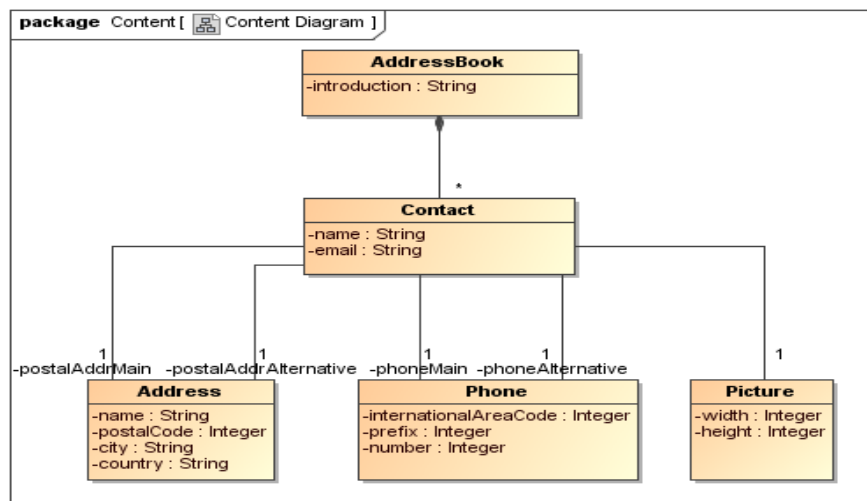 package Content [ Content Diagram ]
AddressBook
-introduction : String
*
Contact
-name : String
-email : String
1 1 1 1 1
-postalAddrMain -postalAddrAlternative -phoneMain -phoneAlternative
Address
-name : String
-postalCode : Integer
-city : String
-country : String
Phone
-internationalAreaCode : Integer
-prefix : Integer
-number : Integer
Picture
-width : Integer
-height : Integer